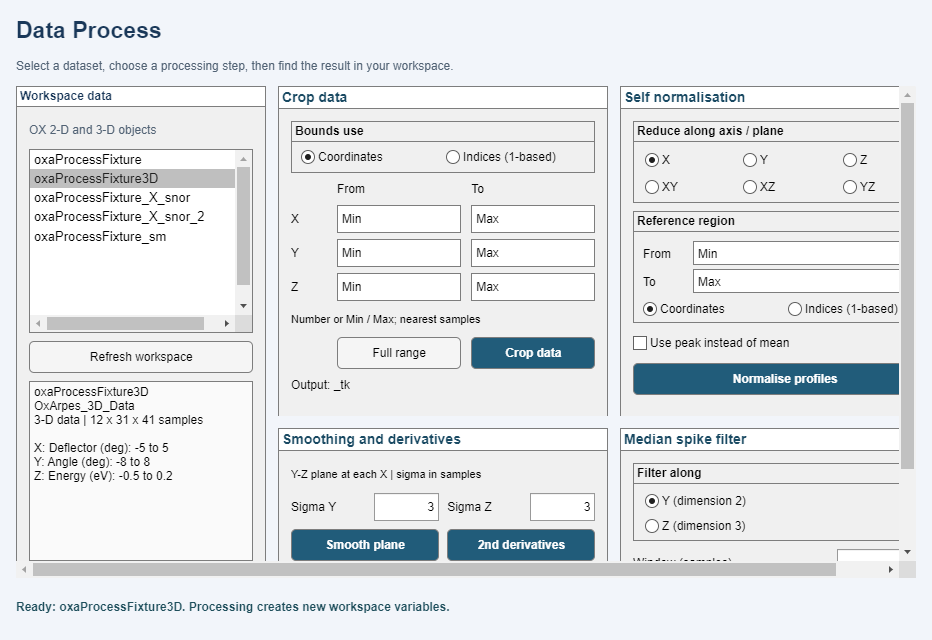 Data Process
Select a dataset, choose a processing step, then find the result in your workspace.
Workspace data
OX 2-D and 3-D objects
oxaProcessFixture
oxaProcessFixture3D
oxaProcessFixture_X_snor
oxaProcessFixture_X_snor_2
oxaProcessFixture_sm
Refresh workspace
oxaProcessFixture3D
OxArpes_3D_Data
3-D data | 12 x 31 x 41 samples
X: Deflector (deg): -5 to 5
Y: Angle (deg): -8 to 8
Z: Energy (eV): -0.5 to 0.2
Crop data
Bounds use
Coordinates Indices (1-based)
From To
X Min Max
Y Min Max
Z Min Max
Number or Min / Max; nearest samples
Full range Crop data
Output: _tk
Smoothing and derivatives
Y-Z plane at each X | sigma in samples
Sigma Y 3 Sigma Z 3
Smooth plane 2nd derivatives
Self normalisation
Reduce along axis / plane
X Y Z
XY XZ YZ
Reference region
From Min
To Max
Coordinates Indices (1-based)
Use peak instead of mean
Normalise profiles
Median spike filter
Filter along
Y (dimension 2)
Z (dimension 3)
Window (samples)
Ready: oxaProcessFixture3D. Processing creates new workspace variables.